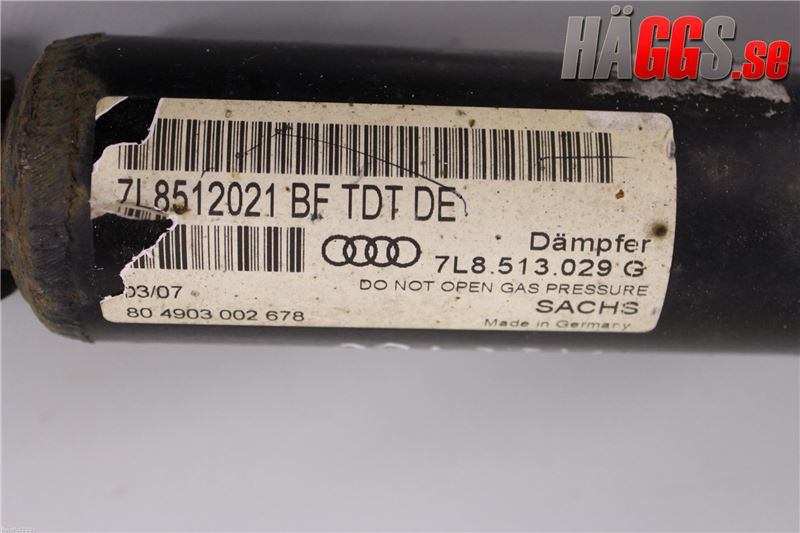 HÄGGS.se
7L8512021 BF TDT DE
Dämpfer
7L8.513.029 G
03/07
DO NOT OPEN GAS PRESSURE
80 4903 002 678
SACHS
Made in Germany